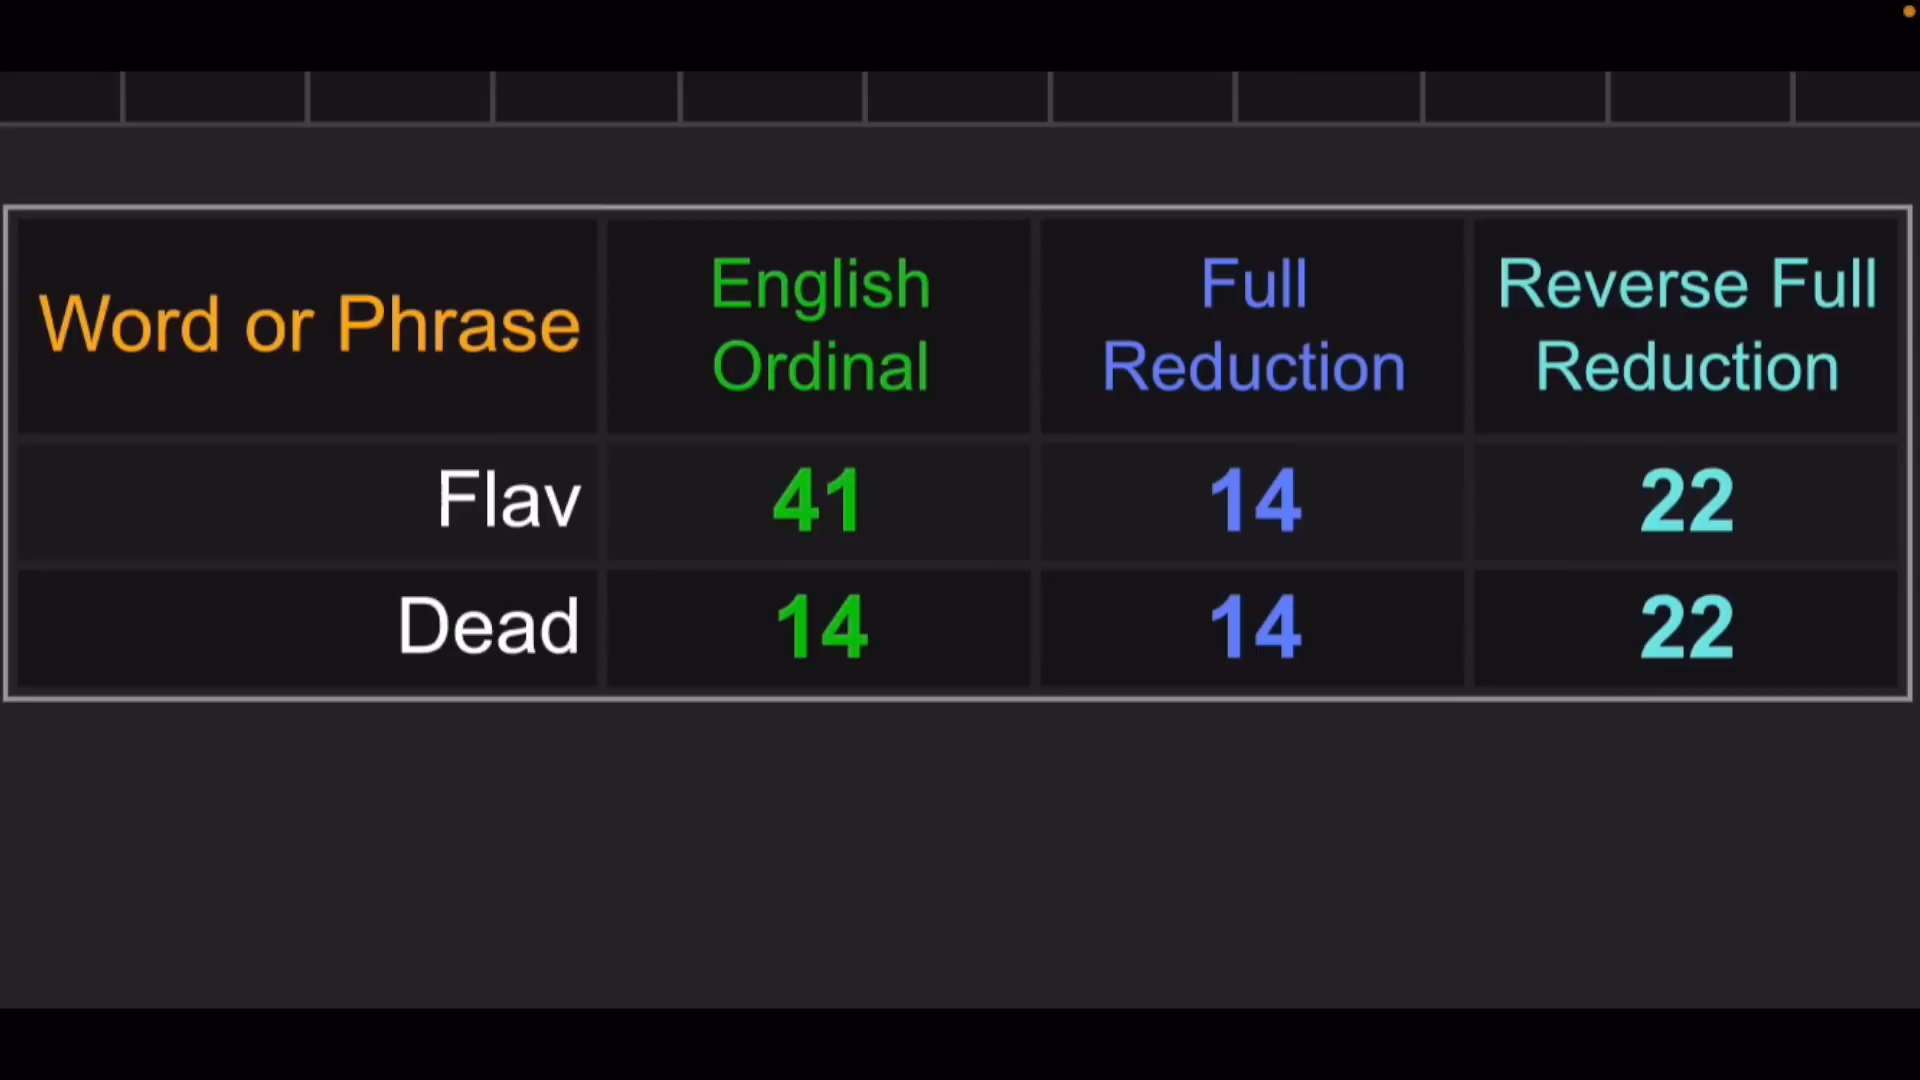 Word or Phrase
English Ordinal
Full Reduction
Reverse Full Reduction
Flav 41 14 22
Dead 14 14 22